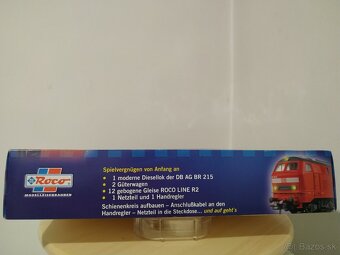 Roco
MODELLEISENBAHNEN
Spielvergnügen von Anfang an
• 1 moderne Diesellok der DB AG BR 215
• 2 Güterwagen
• 12 gebogene Gleise ROCO LINE R2
• 1 Netzteil und 1 Handregler
Schienenkreis aufbauen – Anschlußkabel an den
Handregler – Netzteil in die Steckdose... und auf geht's
Bazos.sk